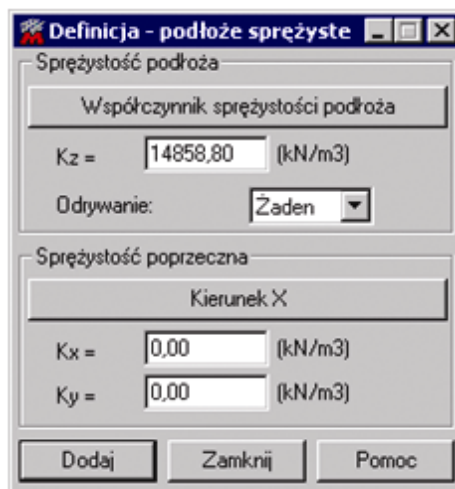 Definicja - podłoże sprężyste
Sprężystość podłoża
Współczynnik sprężystości podłoża
Kz = 14858,80 (kN/m3)
Odrywanie: Żaden
Sprężystość poprzeczna
Kierunek X
Kx = 0,00 (kN/m3)
Ky = 0,00 (kN/m3)
Dodaj Zamknij Pomoc